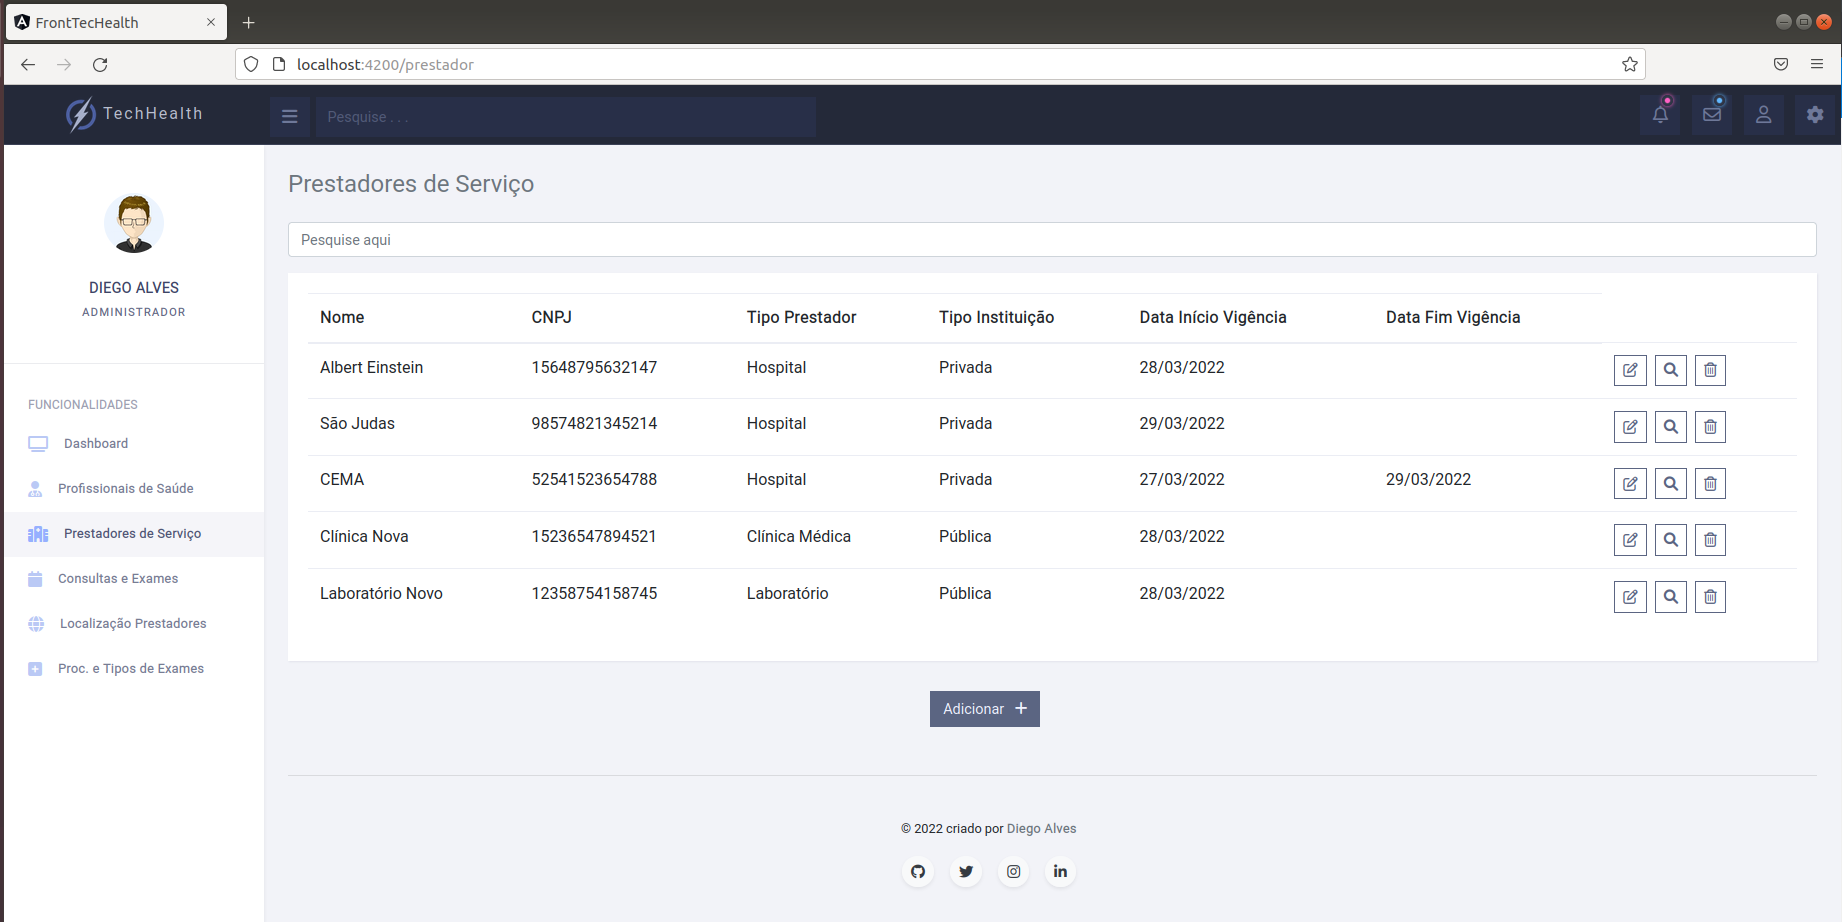 FrontTecHealth
localhost:4200/prestador
TechHealth
Pesquise . . .
DIEGO ALVES
ADMINISTRADOR
FUNCIONALIDADES
Dashboard
Profissionais de Saúde
Prestadores de Serviço
Consultas e Exames
Localização Prestadores
Proc. e Tipos de Exames
Prestadores de Serviço
Pesquise aqui
Nome CNPJ Tipo Prestador Tipo Instituição Data Início Vigência Data Fim Vigência
Albert Einstein 15648795632147 Hospital Privada 28/03/2022
São Judas 98574821345214 Hospital Privada 29/03/2022
CEMA 52541523654788 Hospital Privada 27/03/2022 29/03/2022
Clínica Nova 15236547894521 Clínica Médica Pública 28/03/2022
Laboratório Novo 12358754158745 Laboratório Pública 28/03/2022
Adicionar +
© 2022 criado por Diego Alves